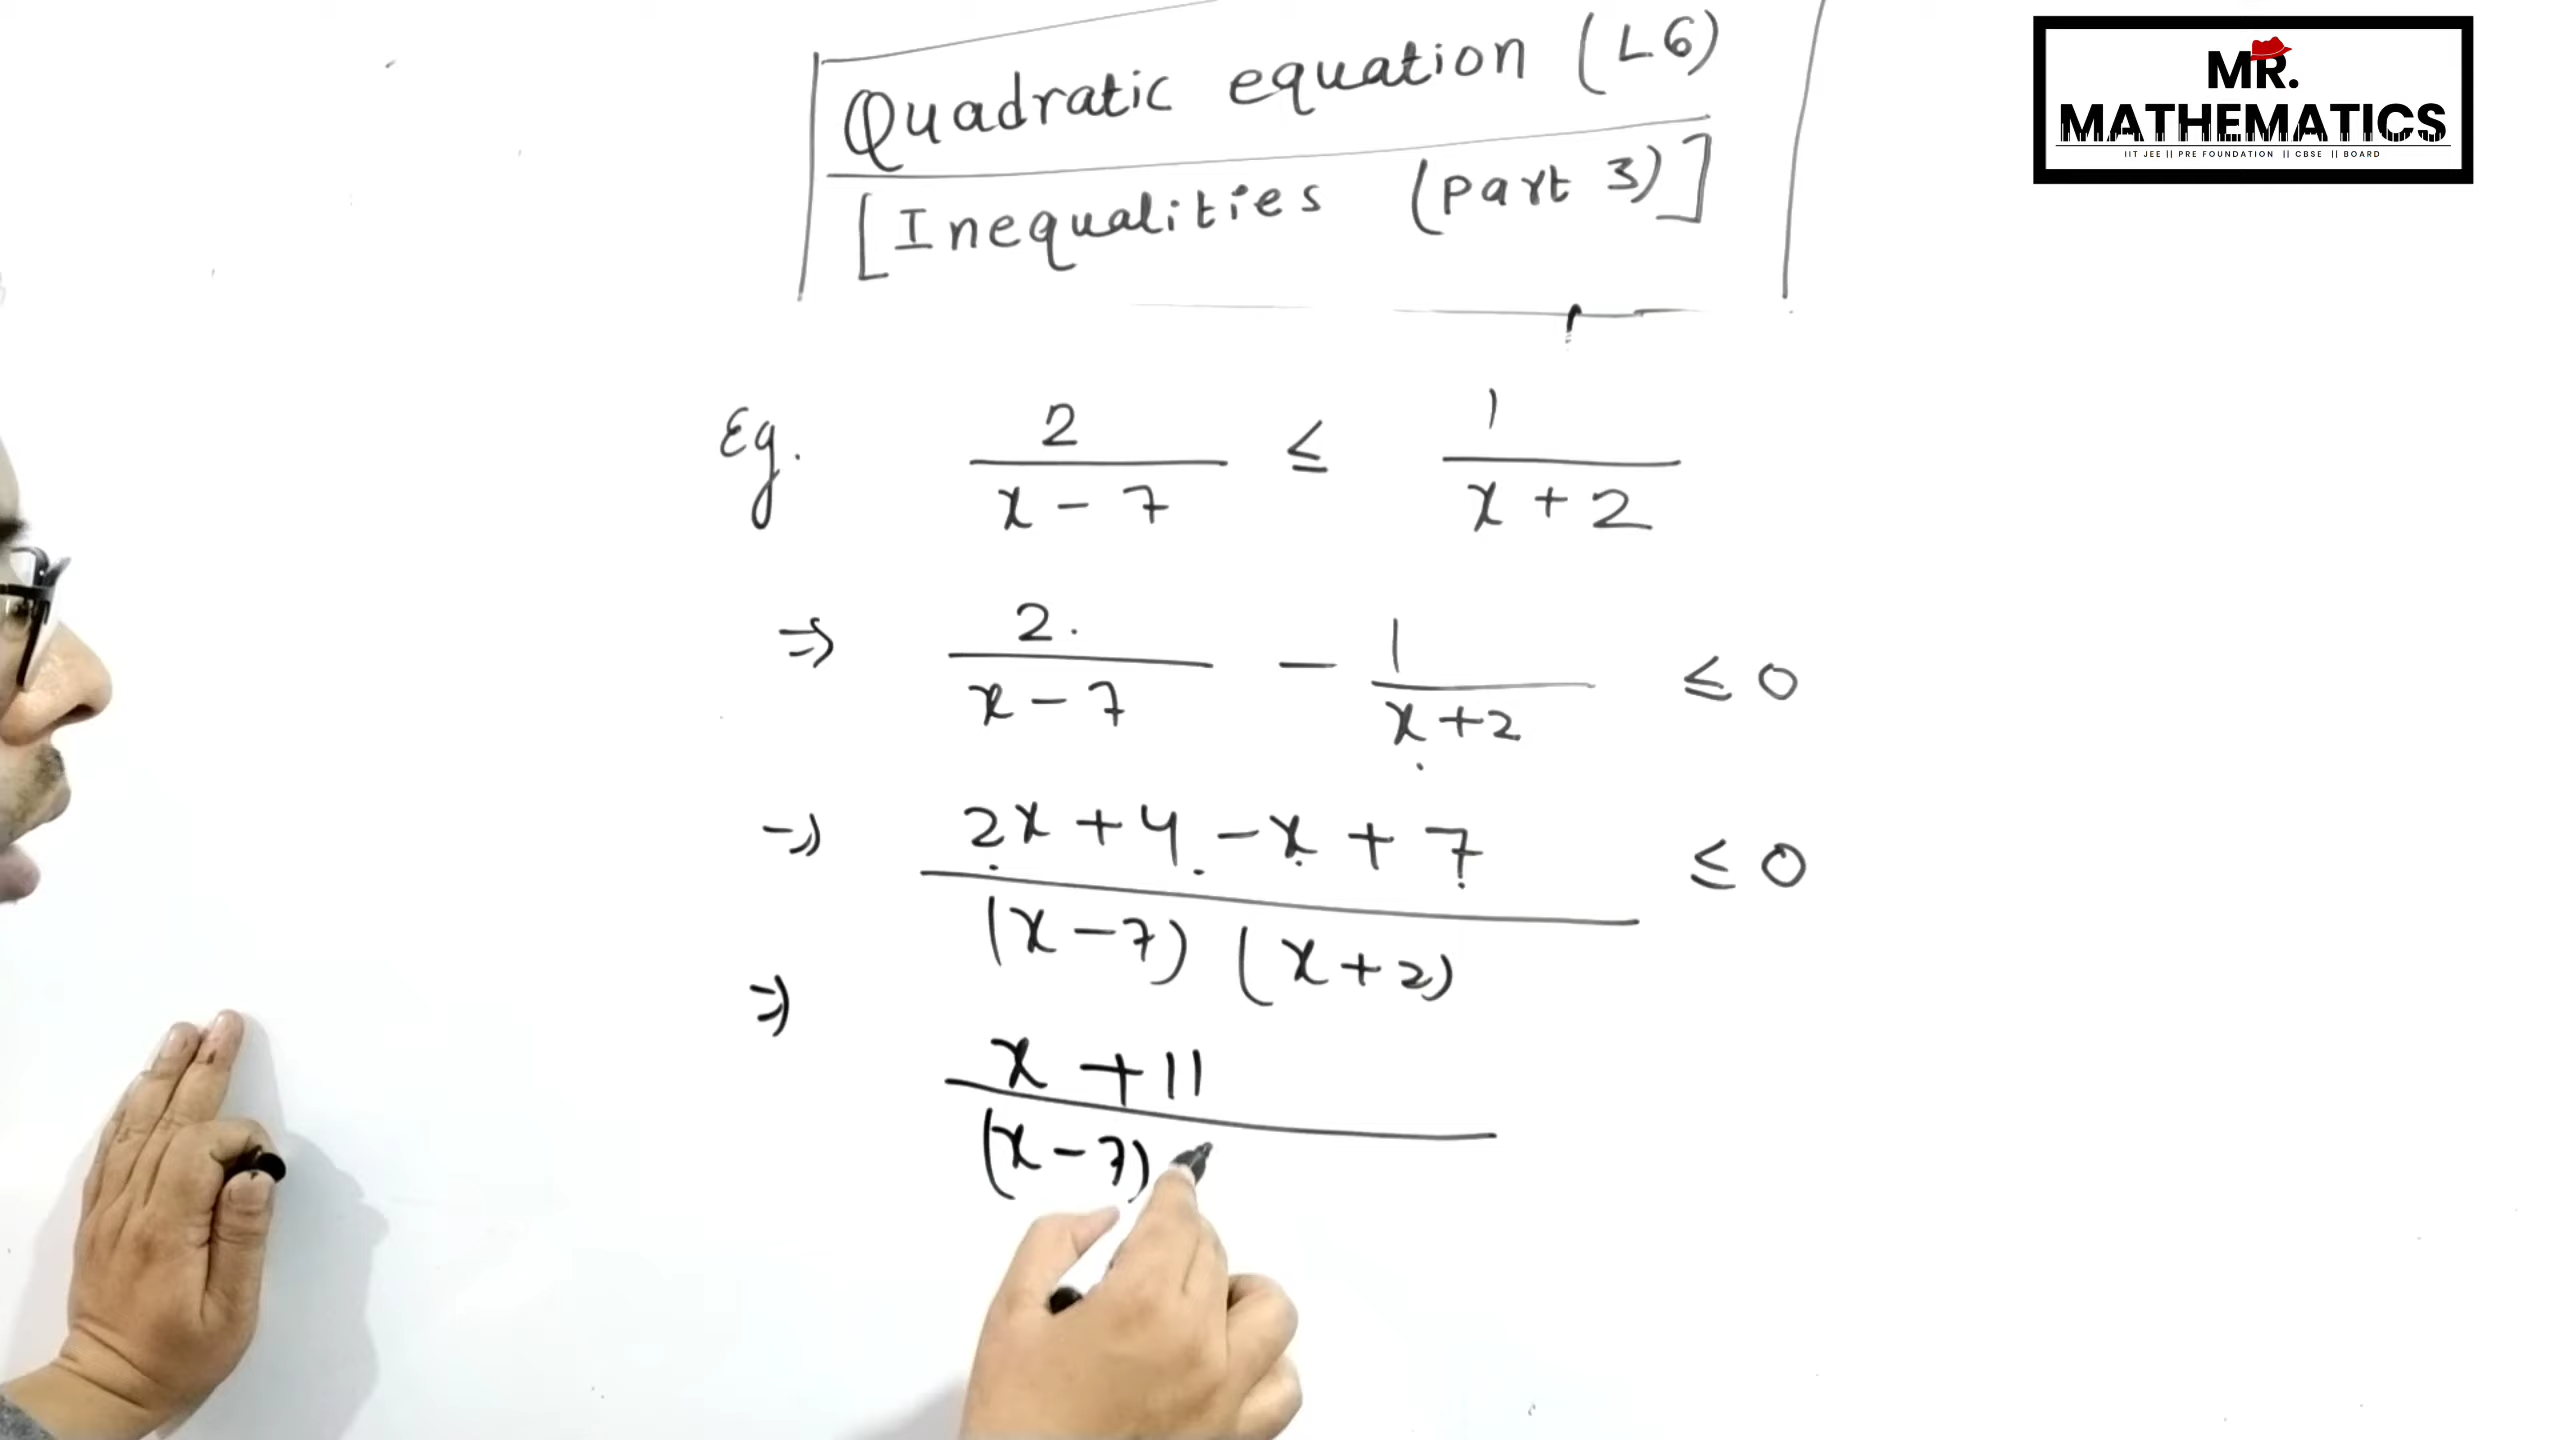 Quadratic equation (L6)
[Inequalities (part 3)]
MR.
MATHEMATICS
IIT JEE || PRE FOUNDATION || CBSE || BOARD
Eg. 2/(x - 7) ≤ 1/(x + 2)
⇒ 2/(x - 7) - 1/(x + 2) ≤ 0
⇒ (2x + 4 - x + 7)/((x - 7) (x + 2)) ≤ 0
⇒ (x + 11)/((x - 7)